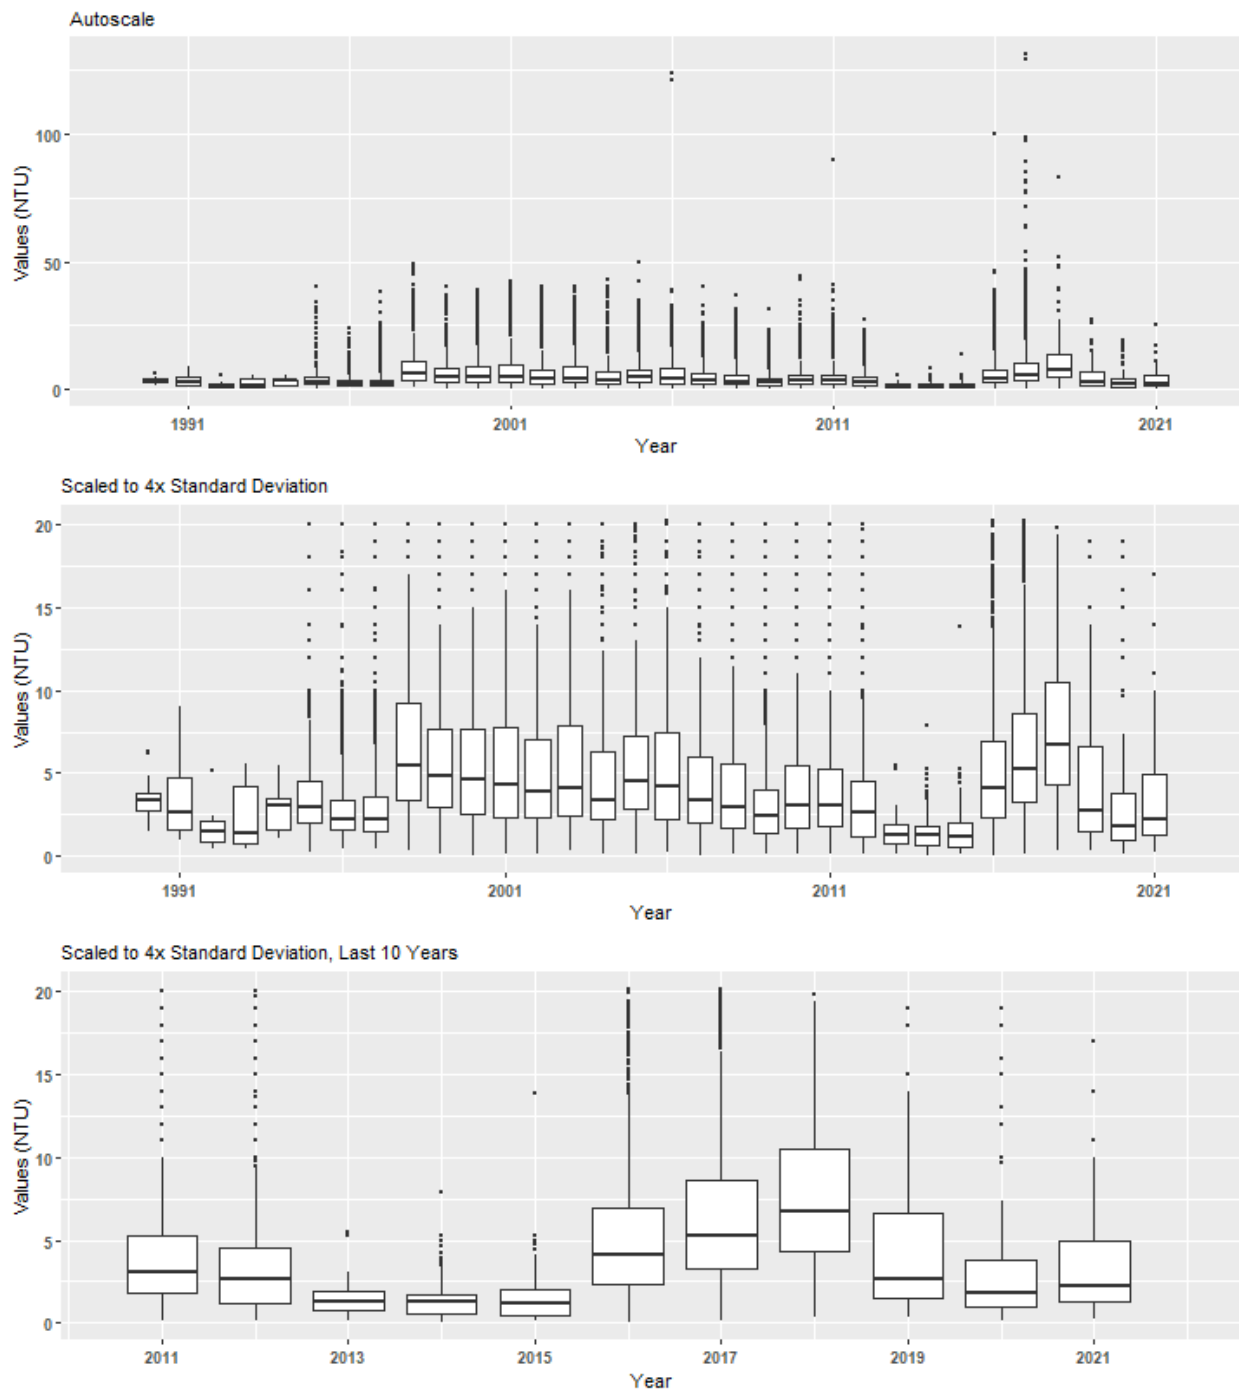 Autoscale
100
50
0
Values (NTU)
1991 2001 2011 2021
Year
Scaled to 4x Standard Deviation
20
15
10
5
0
Values (NTU)
1991 2001 2011 2021
Year
Scaled to 4x Standard Deviation, Last 10 Years
20
15
10
5
0
Values (NTU)
2011 2013 2015 2017 2019 2021
Year